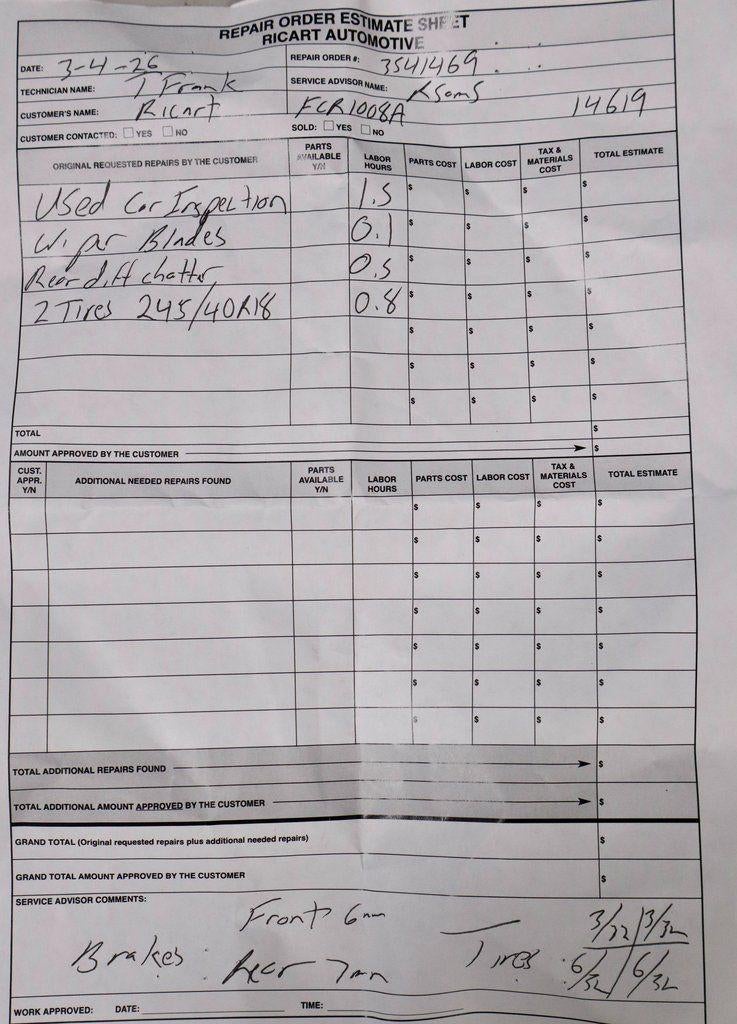 REPAIR ORDER ESTIMATE SHEET
RICART AUTOMOTIVE
DATE: 3-4-26 REPAIR ORDER #: 3541469
TECHNICIAN NAME: T Frank SERVICE ADVISOR NAME: KSams
CUSTOMER'S NAME: Ricart FCR1008A 14619
CUSTOMER CONTACTED: ☐ YES ☐ NO SOLD: ☐ YES ☐ NO
ORIGINAL REQUESTED REPAIRS BY THE CUSTOMER PARTS AVAILABLE Y/N LABOR HOURS PARTS COST LABOR COST TAX & MATERIALS COST TOTAL ESTIMATE
Used Car Inspection 1.5 $ $ $ $
Wiper Blades 0.1 $ $ $ $
Rear diff chatter 0.5 $ $ $ $
2 Tires 245/40R18 0.8 $ $ $ $
$ $ $ $
$ $ $ $
$ $ $ $
TOTAL $
AMOUNT APPROVED BY THE CUSTOMER $
CUST. APPR. Y/N ADDITIONAL NEEDED REPAIRS FOUND PARTS AVAILABLE Y/N LABOR HOURS PARTS COST LABOR COST TAX & MATERIALS COST TOTAL ESTIMATE
$ $ $ $
$ $ $ $
$ $ $ $
$ $ $ $
$ $ $ $
$ $ $ $
$ $ $ $
TOTAL ADDITIONAL REPAIRS FOUND $
TOTAL ADDITIONAL AMOUNT APPROVED BY THE CUSTOMER $
GRAND TOTAL (Original requested repairs plus additional needed repairs) $
GRAND TOTAL AMOUNT APPROVED BY THE CUSTOMER $
SERVICE ADVISOR COMMENTS:
Front 6mm 3/32 3/32
Brakes: Rear 7mm Tires 6/32 6/32
WORK APPROVED: DATE: TIME: